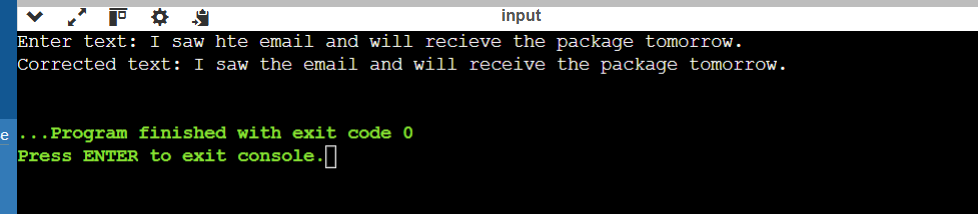 input
Enter text: I saw hte email and will recieve the package tomorrow.
Corrected text: I saw the email and will receive the package tomorrow.
...Program finished with exit code 0
e
Press ENTER to exit console.